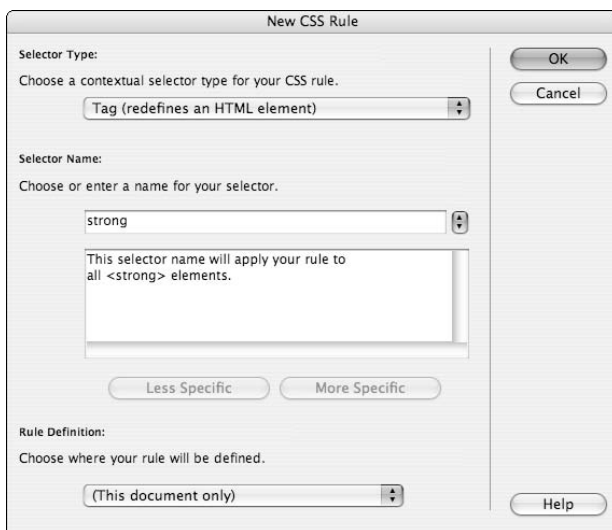 New CSS Rule
Selector Type:
Choose a contextual selector type for your CSS rule.
Tag (redefines an HTML element)
OK
Cancel
Selector Name:
Choose or enter a name for your selector.
strong
This selector name will apply your rule to
all <strong> elements.
Less Specific
More Specific
Rule Definition:
Choose where your rule will be defined.
(This document only)
Help